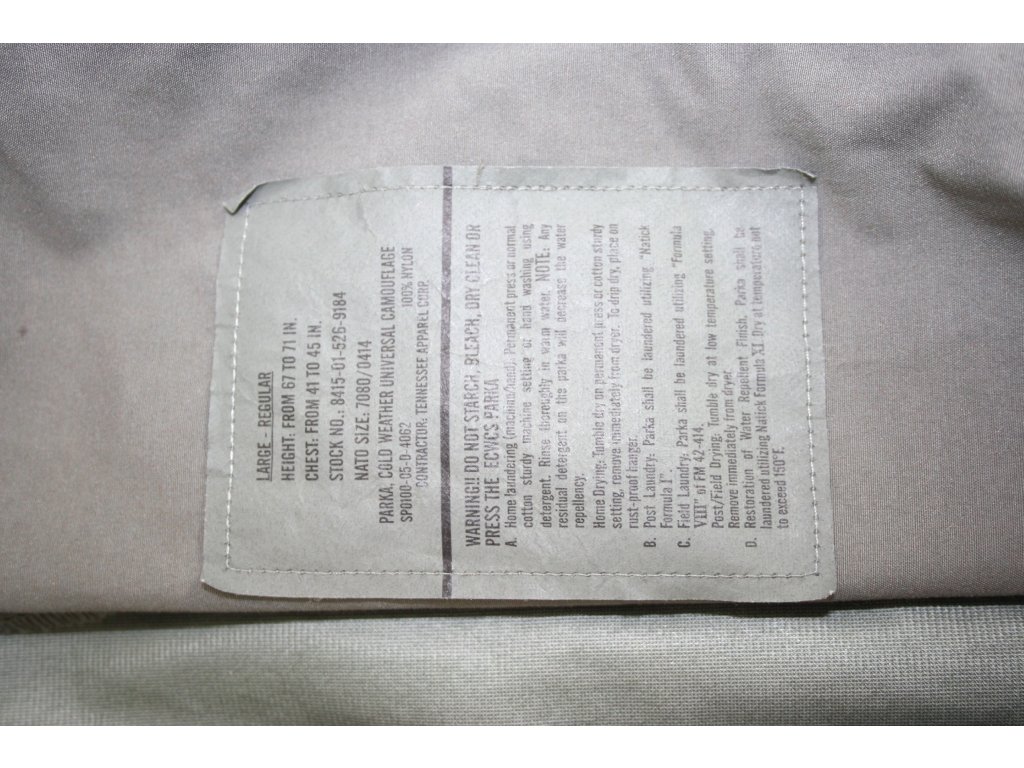 LARGE - REGULAR
HEIGHT: FROM 67 TO 71 IN.
CHEST: FROM 41 TO 45 IN.
STOCK NO.: 8415-01-526-9184
NATO SIZE: 7080/0414
PARKA, COLD WEATHER UNIVERSAL CAMOUFLAGE
SP0100-05-D-4062 100% NYLON
CONTRACTOR: TENNESSEE APPAREL CORP.
WARNING!! DO NOT STARCH, BLEACH, DRY CLEAN OR
PRESS THE ECWCS PARKA
A. Home laundering (machine/hand): Permanent press or normal
cotton sturdy machine setting or hand washing using
detergent. Rinse thoroughly in warm water. NOTE: Any
residual detergent on the parka will decrease the water
repellency.
Home Drying: Tumble dry on permanent press or cotton sturdy
setting, remove immediately from dryer. To drip dry, place on
rust-proof hanger.
B. Post Laundry: Parka shall be laundered utilizing "Natick
Formula I".
C. Field Laundry: Parka shall be laundered utilizing "Formula
VIII" of FM 42-414.
Post/Field Drying: Tumble dry at low temperature setting.
Remove immediately from dryer
D. Restoration of Water Repellent Finish. Parka shall be
laundered utilizing Natick Formula XI Dry at temperatures not
to exceed 150°F.